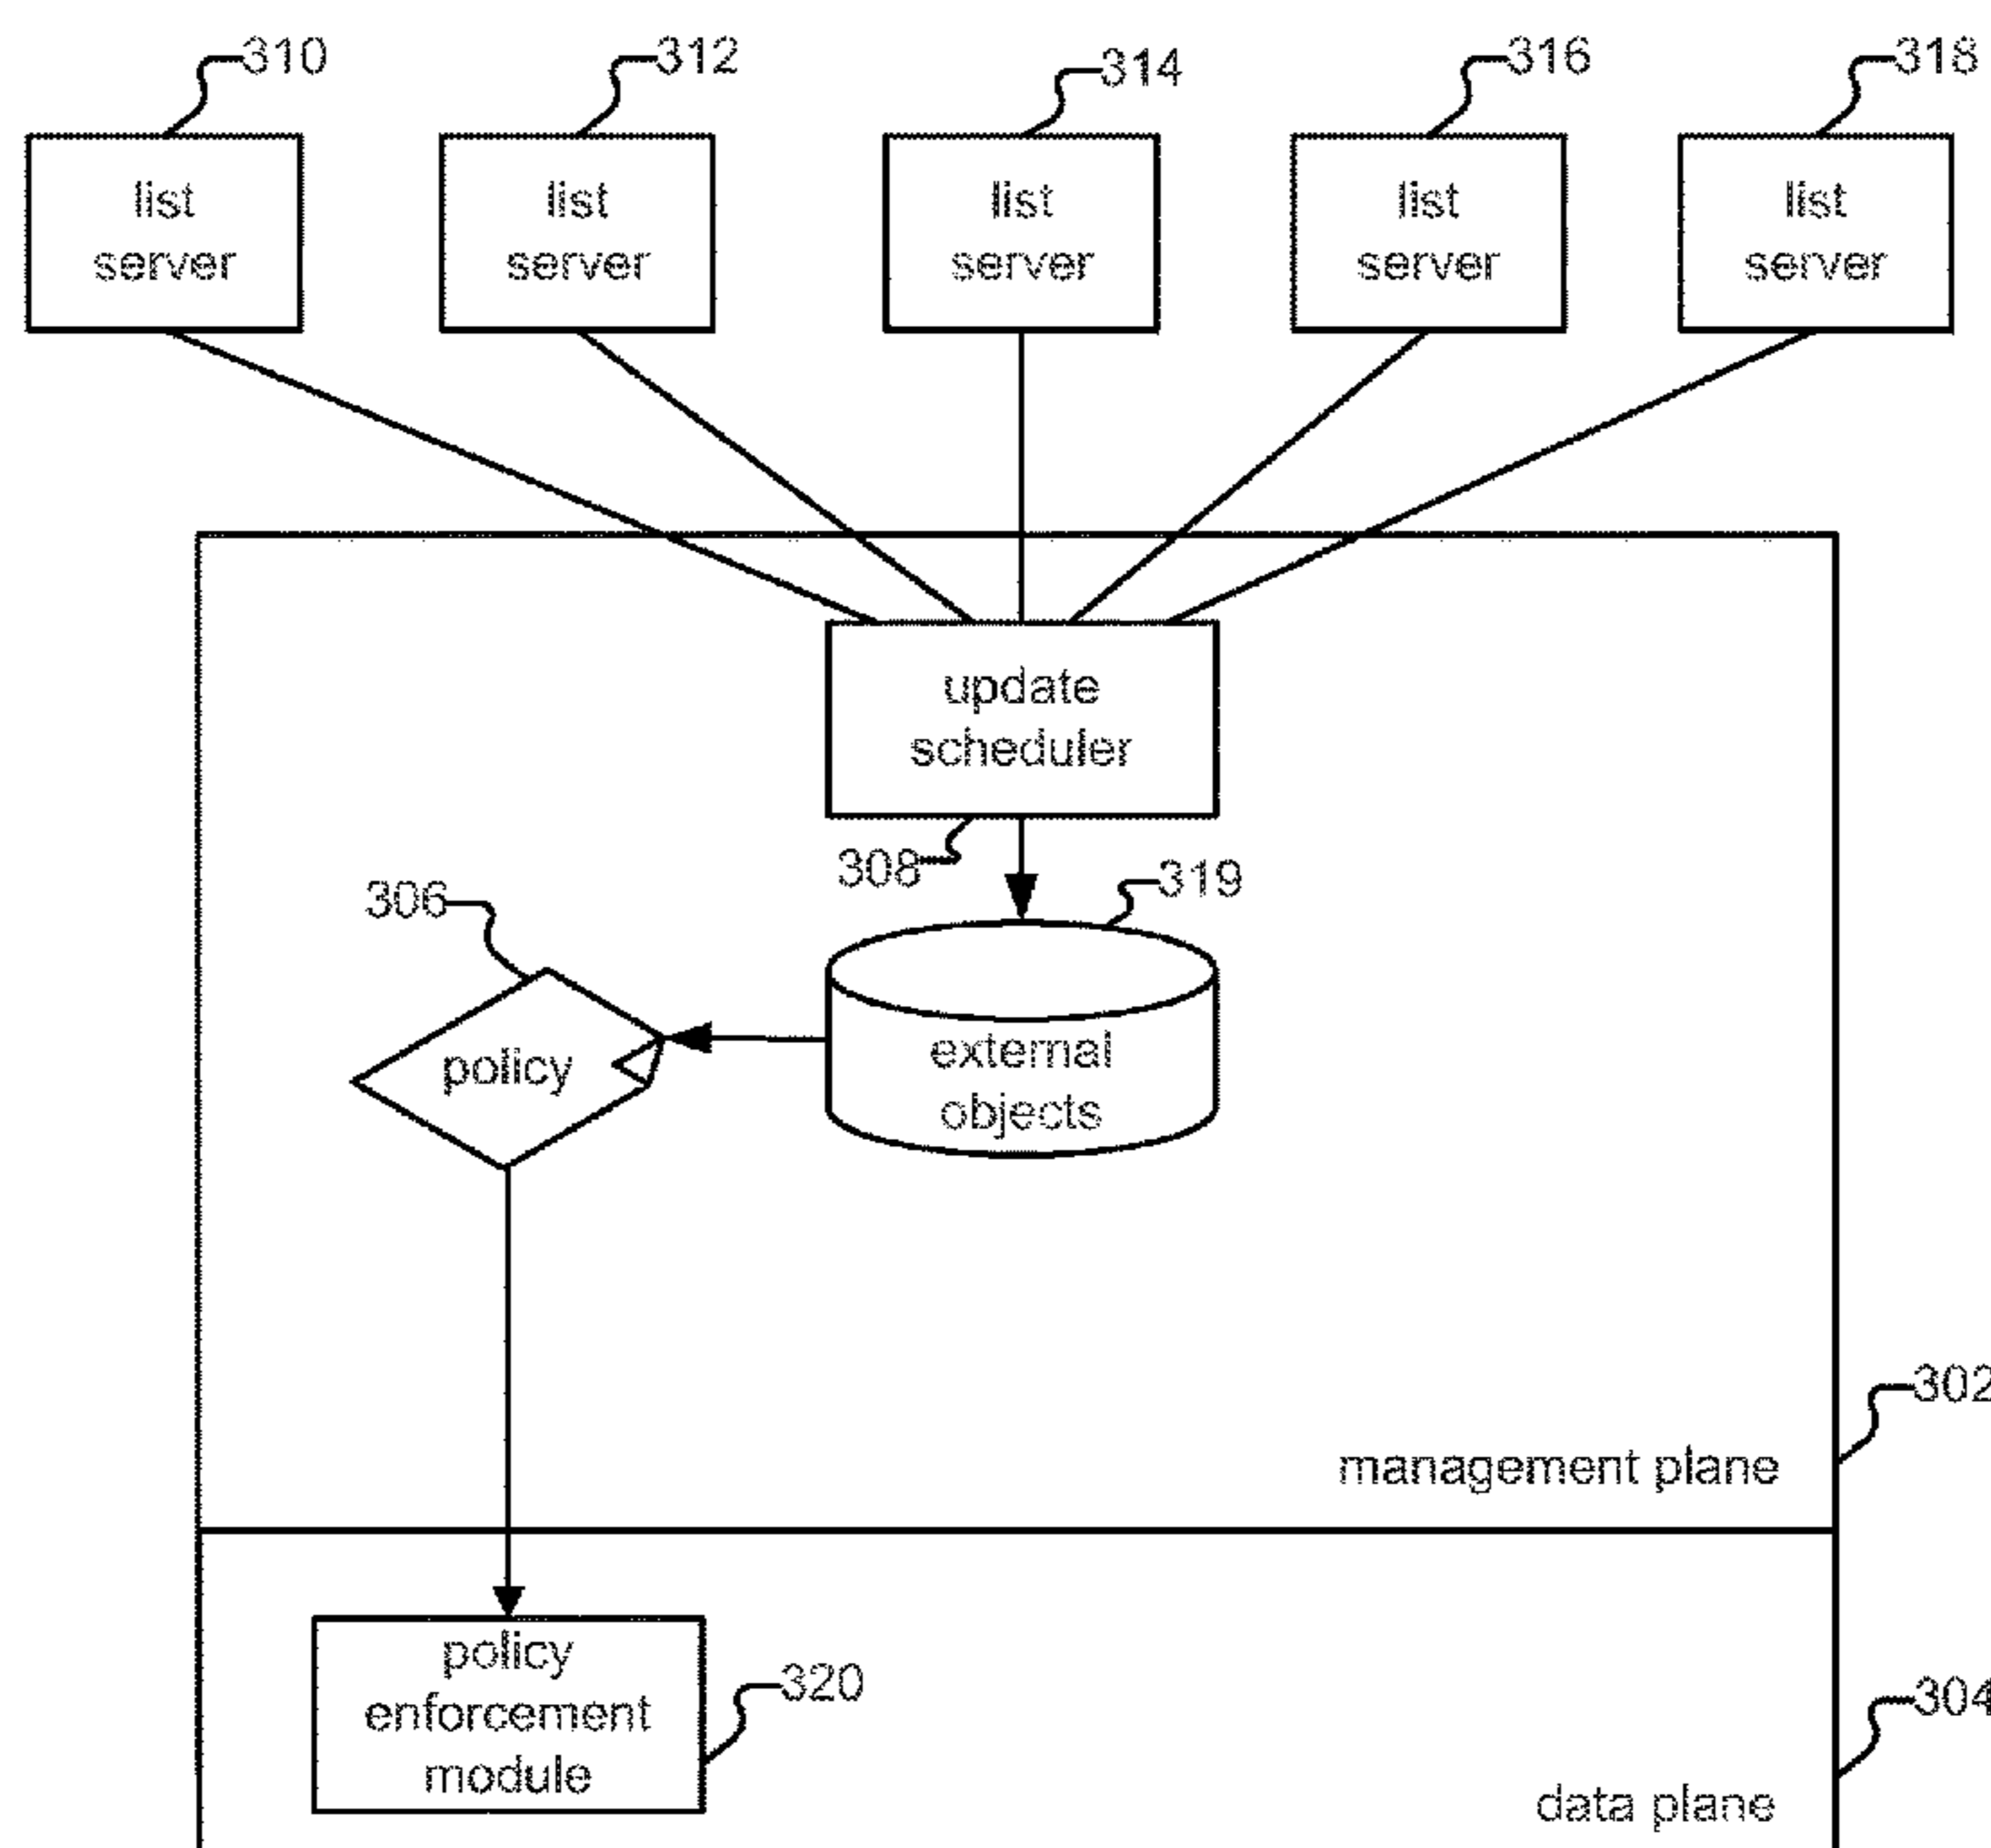 310
312
314
316
318
list
server
list
server
list
server
list
server
list
server
update
scheduler
308
319
306
policy
external
objects
302
management plane
policy
enforcement
module
320
304
data plane